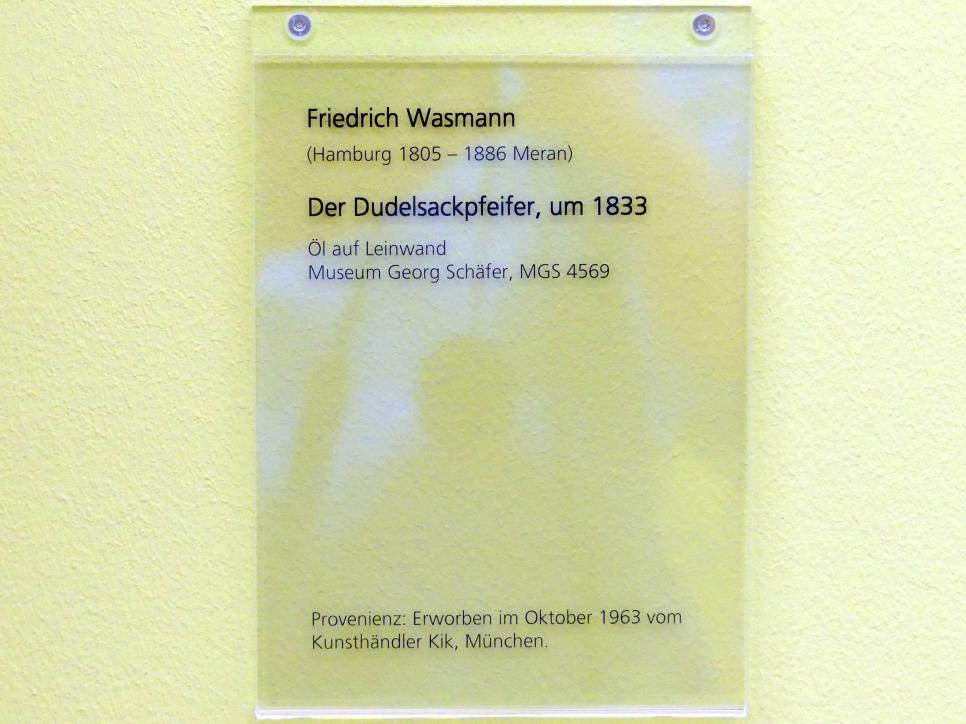 Friedrich Wasmann
(Hamburg 1805 – 1886 Meran)
Der Dudelsackpfeifer, um 1833
Öl auf Leinwand
Museum Georg Schäfer, MGS 4569
Provenienz: Erworben im Oktober 1963 vom
Kunsthändler Kik, München.